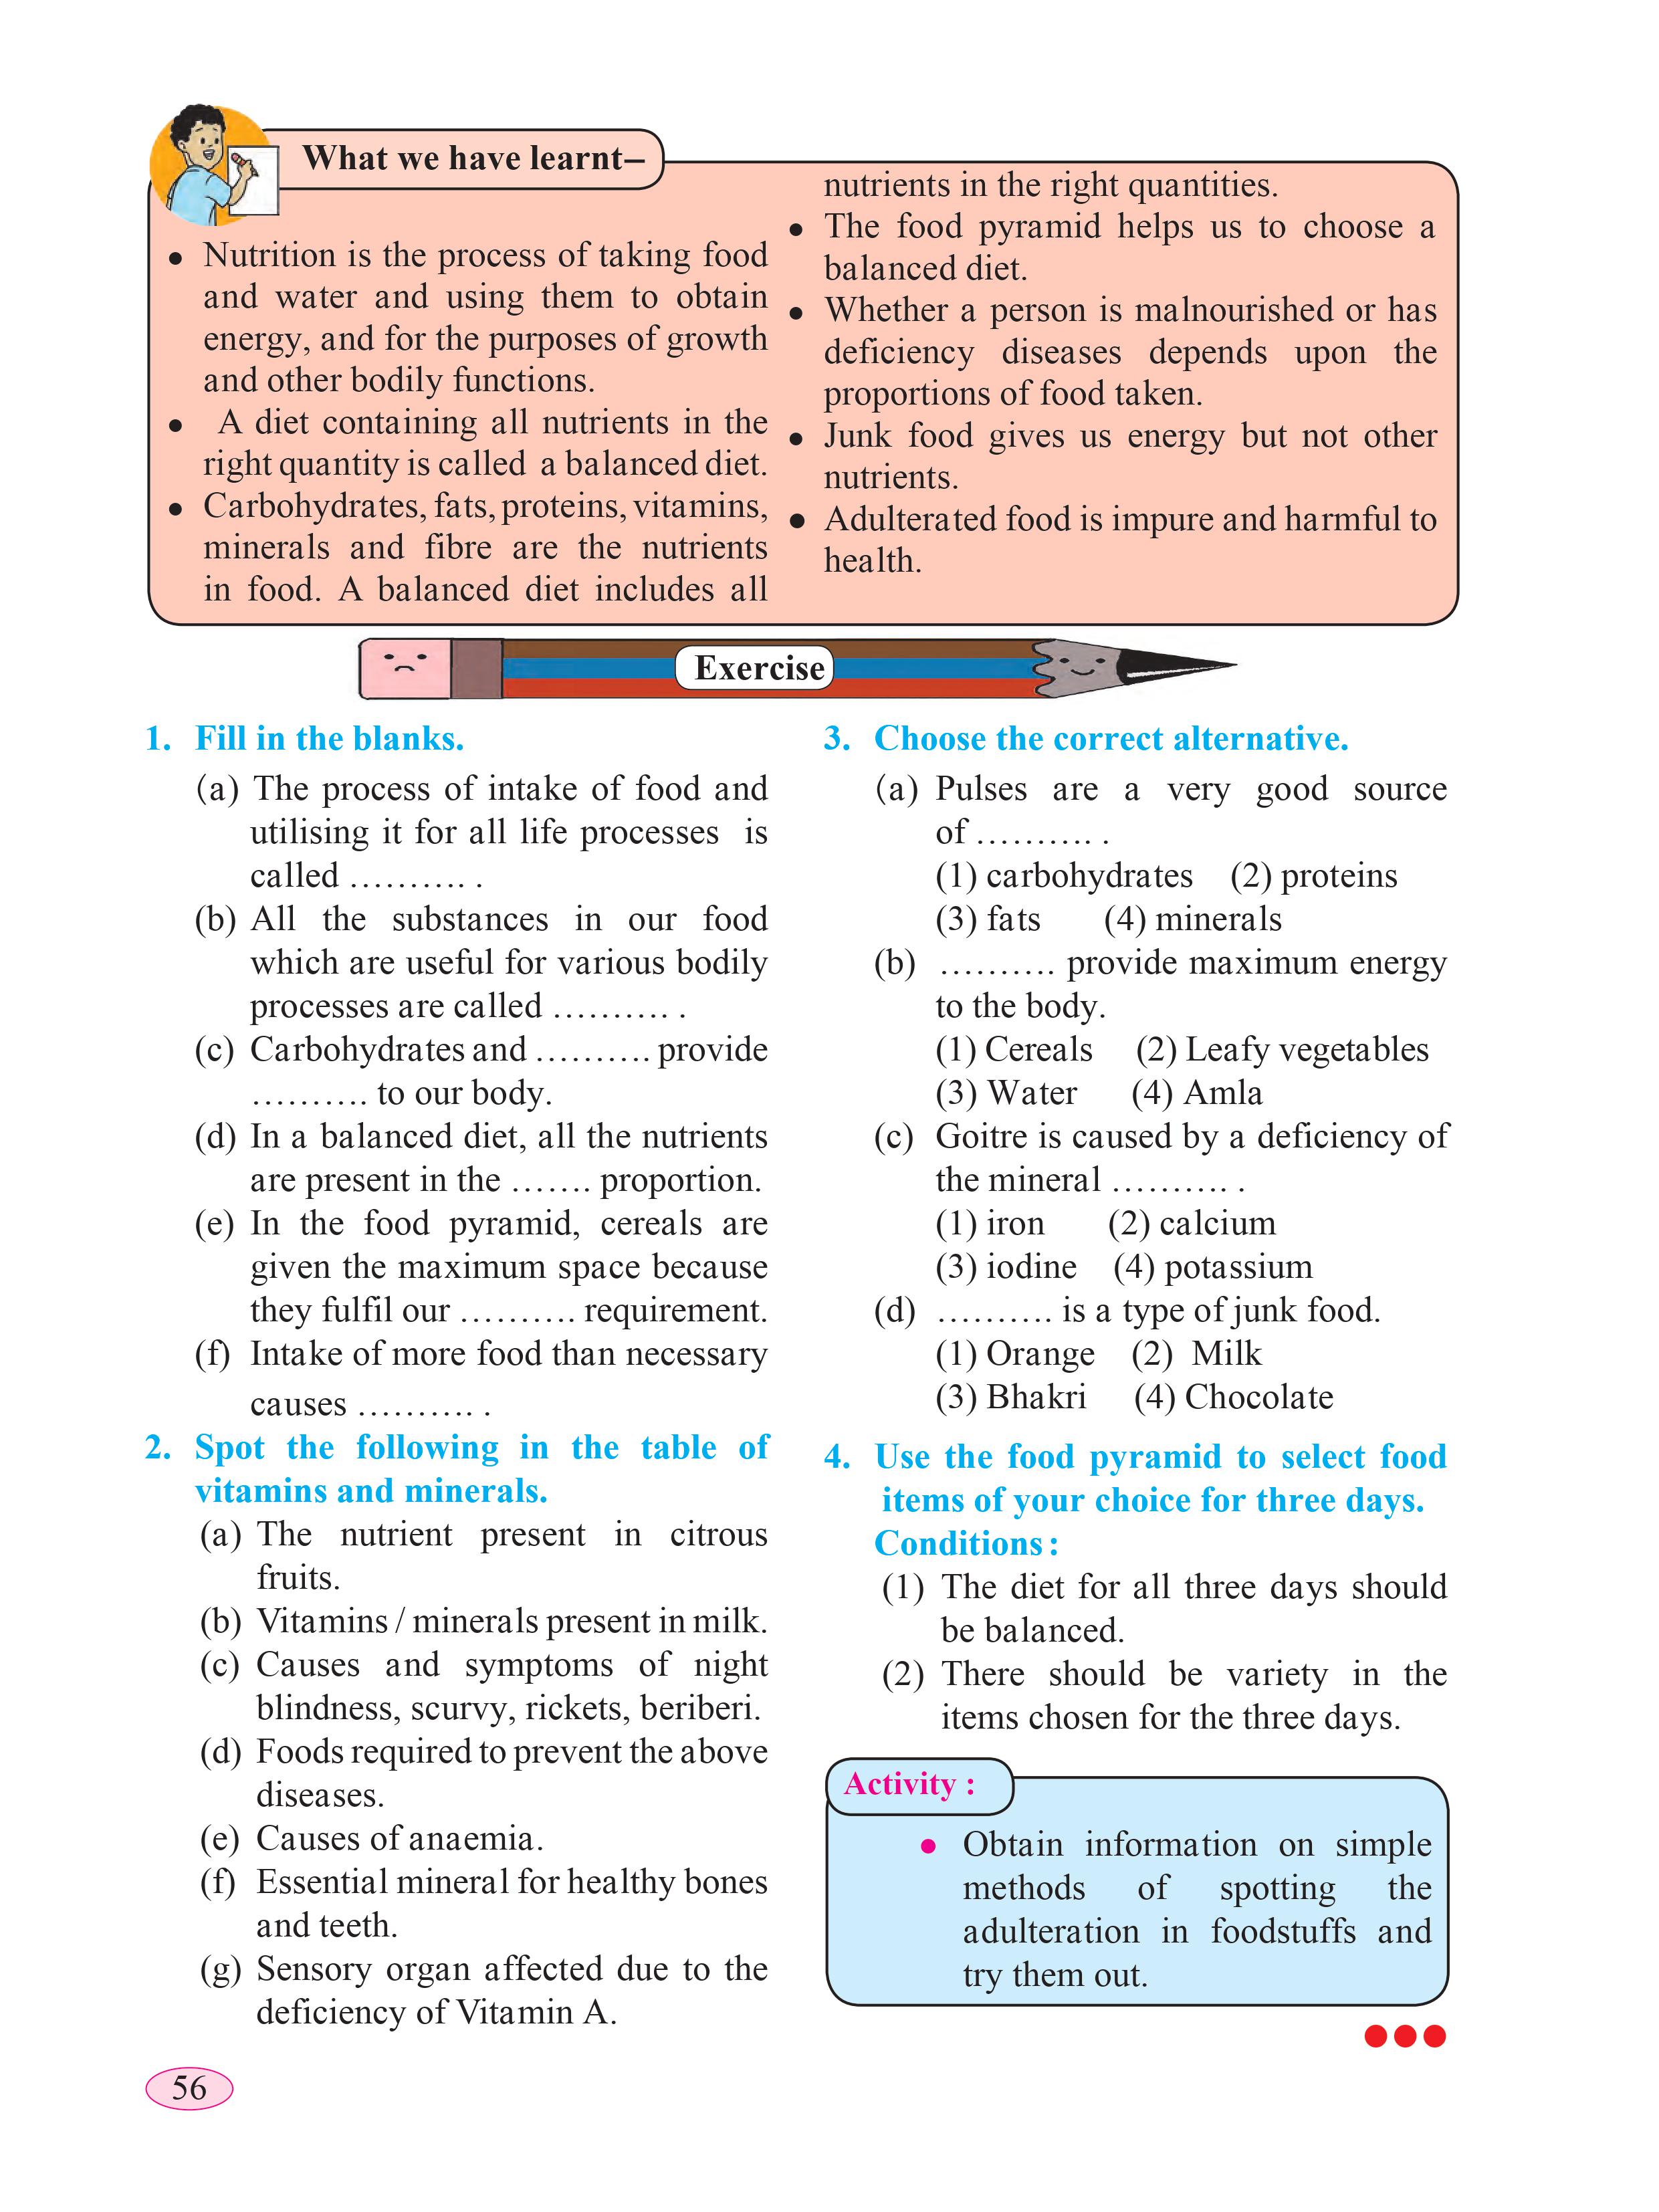 What we have learnt–
Nutrition is the process of taking food
and water and using them to obtain
energy, and for the purposes of growth
and other bodily functions.
A diet containing all nutrients in the
right quantity is called a balanced diet.
Carbohydrates, fats, proteins, vitamins,
minerals and fibre are the nutrients
in food. A balanced diet includes all
nutrients in the right quantities.
The food pyramid helps us to choose a
balanced diet.
Whether a person is malnourished or has
deficiency diseases depends upon the
proportions of food taken.
Junk food gives us energy but not other
nutrients.
Adulterated food is impure and harmful to
health.
Exercise
1. Fill in the blanks.
(a) The process of intake of food and
utilising it for all life processes is
called .......... .
(b) All the substances in our food
which are useful for various bodily
processes are called .......... .
(c) Carbohydrates and .......... provide
.......... to our body.
(d) In a balanced diet, all the nutrients
are present in the ....... proportion.
(e) In the food pyramid, cereals are
given the maximum space because
they fulfil our .......... requirement.
(f) Intake of more food than necessary
causes .......... .
2. Spot the following in the table of
vitamins and minerals.
(a) The nutrient present in citrous
fruits.
(b) Vitamins / minerals present in milk.
(c) Causes and symptoms of night
blindness, scurvy, rickets, beriberi.
(d) Foods required to prevent the above
diseases.
(e) Causes of anaemia.
(f) Essential mineral for healthy bones
and teeth.
(g) Sensory organ affected due to the
deficiency of Vitamin A.
3. Choose the correct alternative.
(a) Pulses are a very good source
of .......... .
(1) carbohydrates (2) proteins
(3) fats (4) minerals
(b) .......... provide maximum energy
to the body.
(1) Cereals (2) Leafy vegetables
(3) Water (4) Amla
(c) Goitre is caused by a deficiency of
the mineral .......... .
(1) iron (2) calcium
(3) iodine (4) potassium
(d) .......... is a type of junk food.
(1) Orange (2) Milk
(3) Bhakri (4) Chocolate
4. Use the food pyramid to select food
items of your choice for three days.
Conditions :
(1) The diet for all three days should
be balanced.
(2) There should be variety in the
items chosen for the three days.
Activity :
Obtain information on simple
methods of spotting the
adulteration in foodstuffs and
try them out.
56